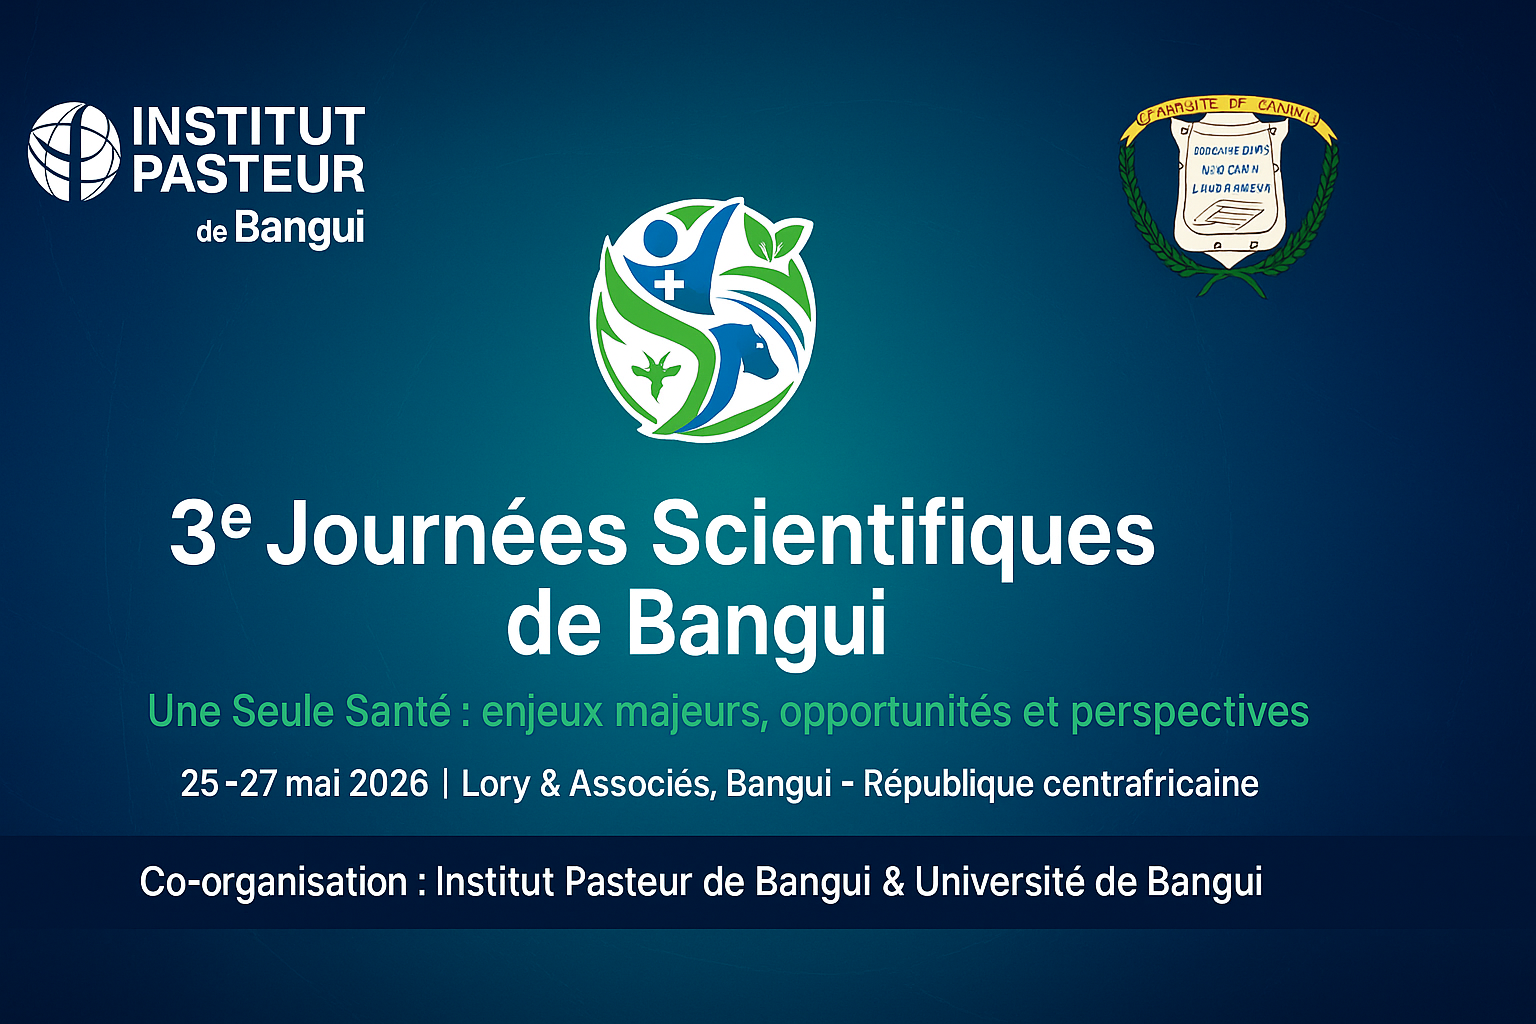 INSTITUT
PASTEUR
de Bangui
3e Journées Scientifiques
de Bangui
Une Seule Santé : enjeux majeurs, opportunités et perspectives
25-27 mai 2026 | Lory & Associés, Bangui - République centrafricaine
Co-organisation : Institut Pasteur de Bangui & Université de Bangui